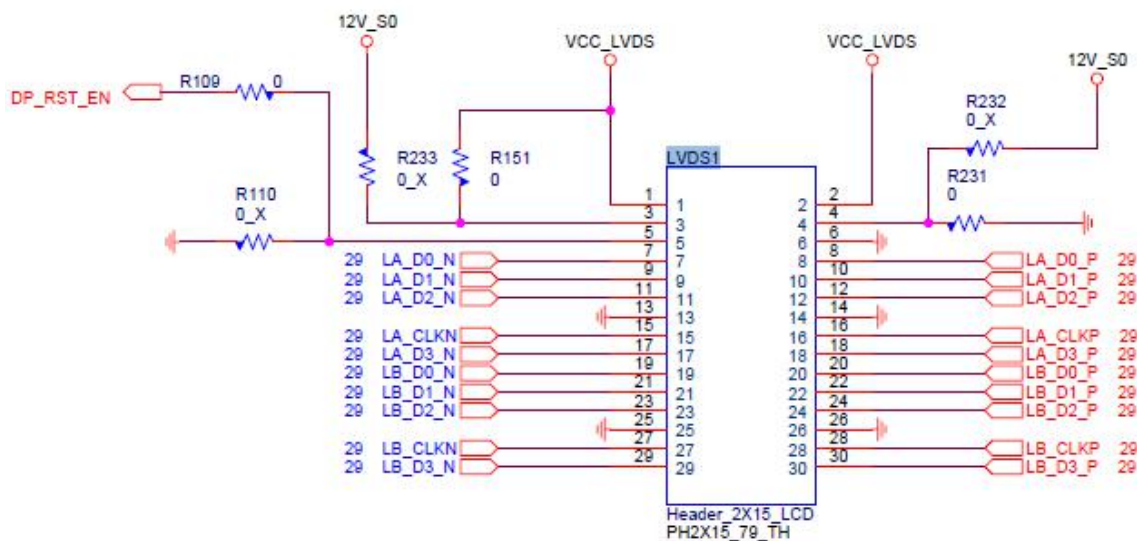 12V_S0
VCC_LVDS
VCC_LVDS
12V_S0
DP_RST_EN
R109 0
R232
0_X
R233
0_X
R151
0
LVDS1
R231
0
R110
0_X
1 1 2 2
3 3 4 4
5 5 6 6
29 LA_D0_N 7 7 8 8 LA_D0_P 29
29 LA_D1_N 9 9 10 10 LA_D1_P 29
29 LA_D2_N 11 11 12 12 LA_D2_P 29
13 13 14 14
29 LA_CLKN 15 15 16 16 LA_CLKP 29
29 LA_D3_N 17 17 18 18 LA_D3_P 29
29 LB_D0_N 19 19 20 20 LB_D0_P 29
29 LB_D1_N 21 21 22 22 LB_D1_P 29
29 LB_D2_N 23 23 24 24 LB_D2_P 29
25 25 26 26
29 LB_CLKN 27 27 28 28 LB_CLKP 29
29 LB_D3_N 29 29 30 30 LB_D3_P 29
Header_2X15_LCD
PH2X15_79_TH